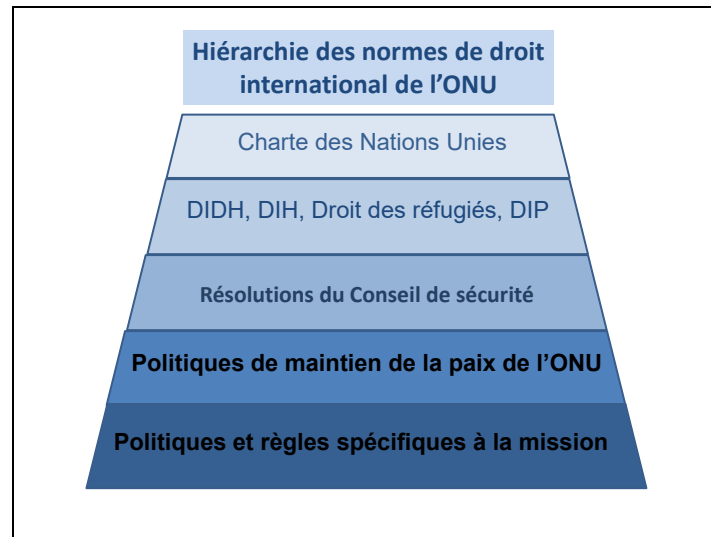 Hiérarchie des normes de droit
international de l’ONU
Charte des Nations Unies
DIDH, DIH, Droit des réfugiés, DIP
Résolutions du Conseil de sécurité
Politiques de maintien de la paix de l’ONU
Politiques et règles spécifiques à la mission